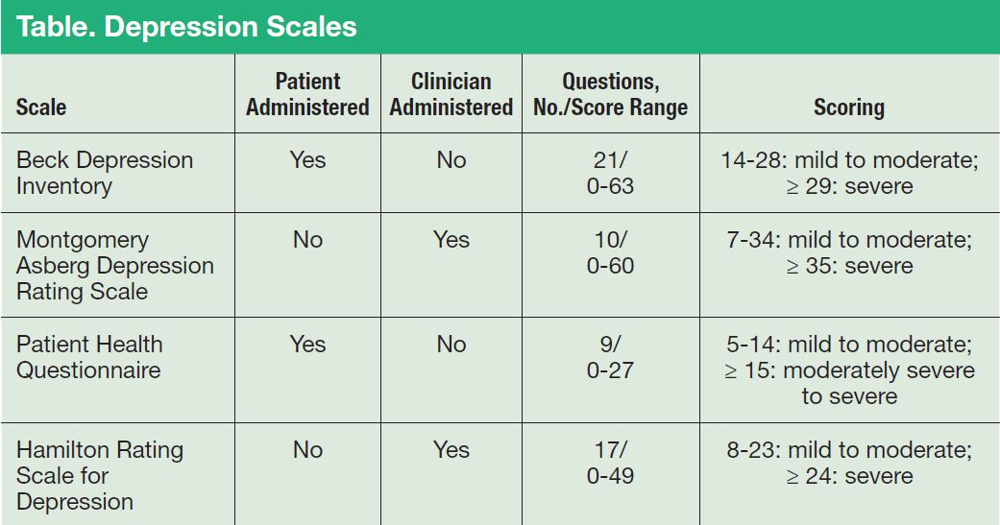 Table. Depression Scales
Scale
Patient
Administered
Clinician
Administered
Questions,
No./Score Range
Scoring
Beck Depression
Inventory
Yes
No
21/
0-63
14-28: mild to moderate;
≥ 29: severe
Montgomery
Asberg Depression
Rating Scale
No
Yes
10/
0-60
7-34: mild to moderate;
≥ 35: severe
Patient Health
Questionnaire
Yes
No
9/
0-27
5-14: mild to moderate;
≥ 15: moderately severe
to severe
Hamilton Rating
Scale for
Depression
No
Yes
17/
0-49
8-23: mild to moderate;
≥ 24: severe